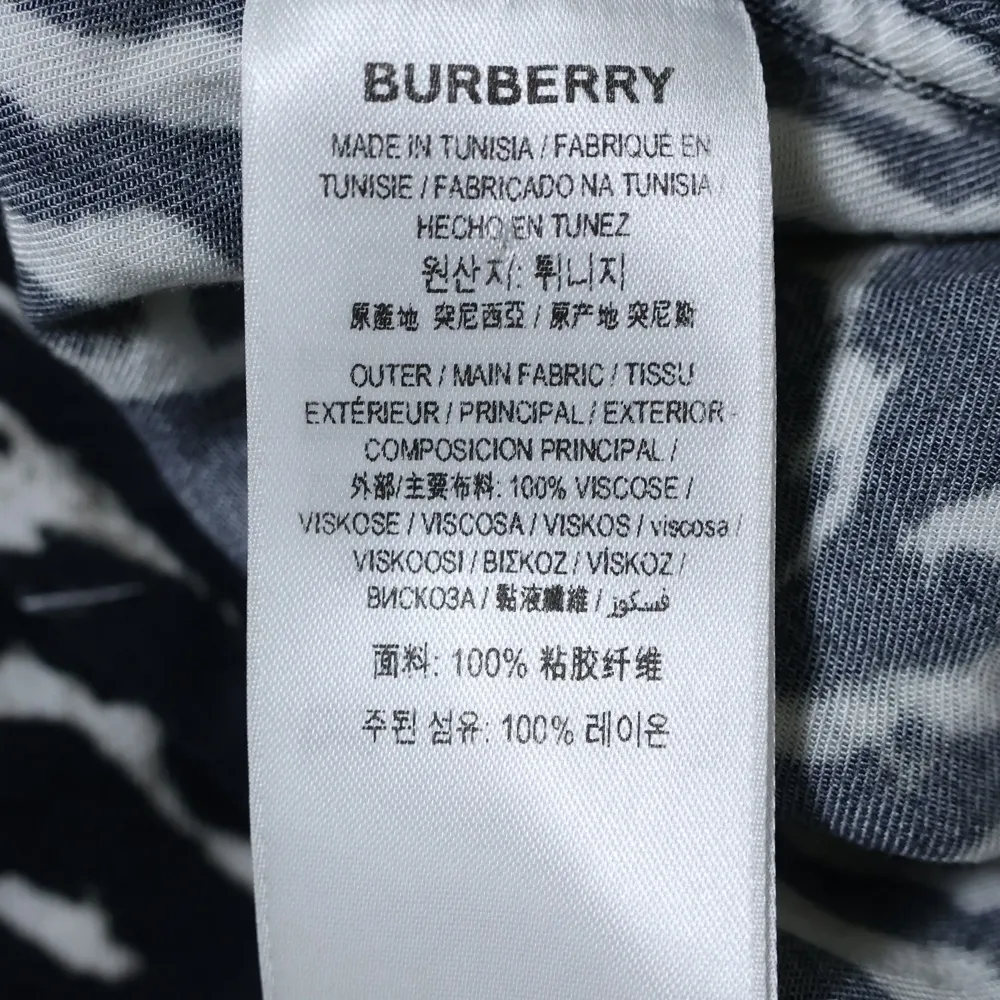 BURBERRY
MADE IN TUNISIA / FABRIQUE EN
TUNISIE / FABRICADO NA TUNISIA /
HECHO EN TUNEZ
원산지: 튀니지
原產地 突尼西亞 / 原产地 突尼斯
OUTER / MAIN FABRIC / TISSU
EXTÉRIEUR / PRINCIPAL / EXTERIOR -
COMPOSICION PRINCIPAL /
外部/主要布料: 100% VISCOSE /
VISKOSE / VISCOSA / VISKOS / viscosa /
VISKOOSI / ΒΙΣΚΟΖ / VİSKOZ /
ВИСКОЗА / 黏液纖維 / فسكوز
面料: 100% 粘胶纤维
주된 섬유: 100% 레이온